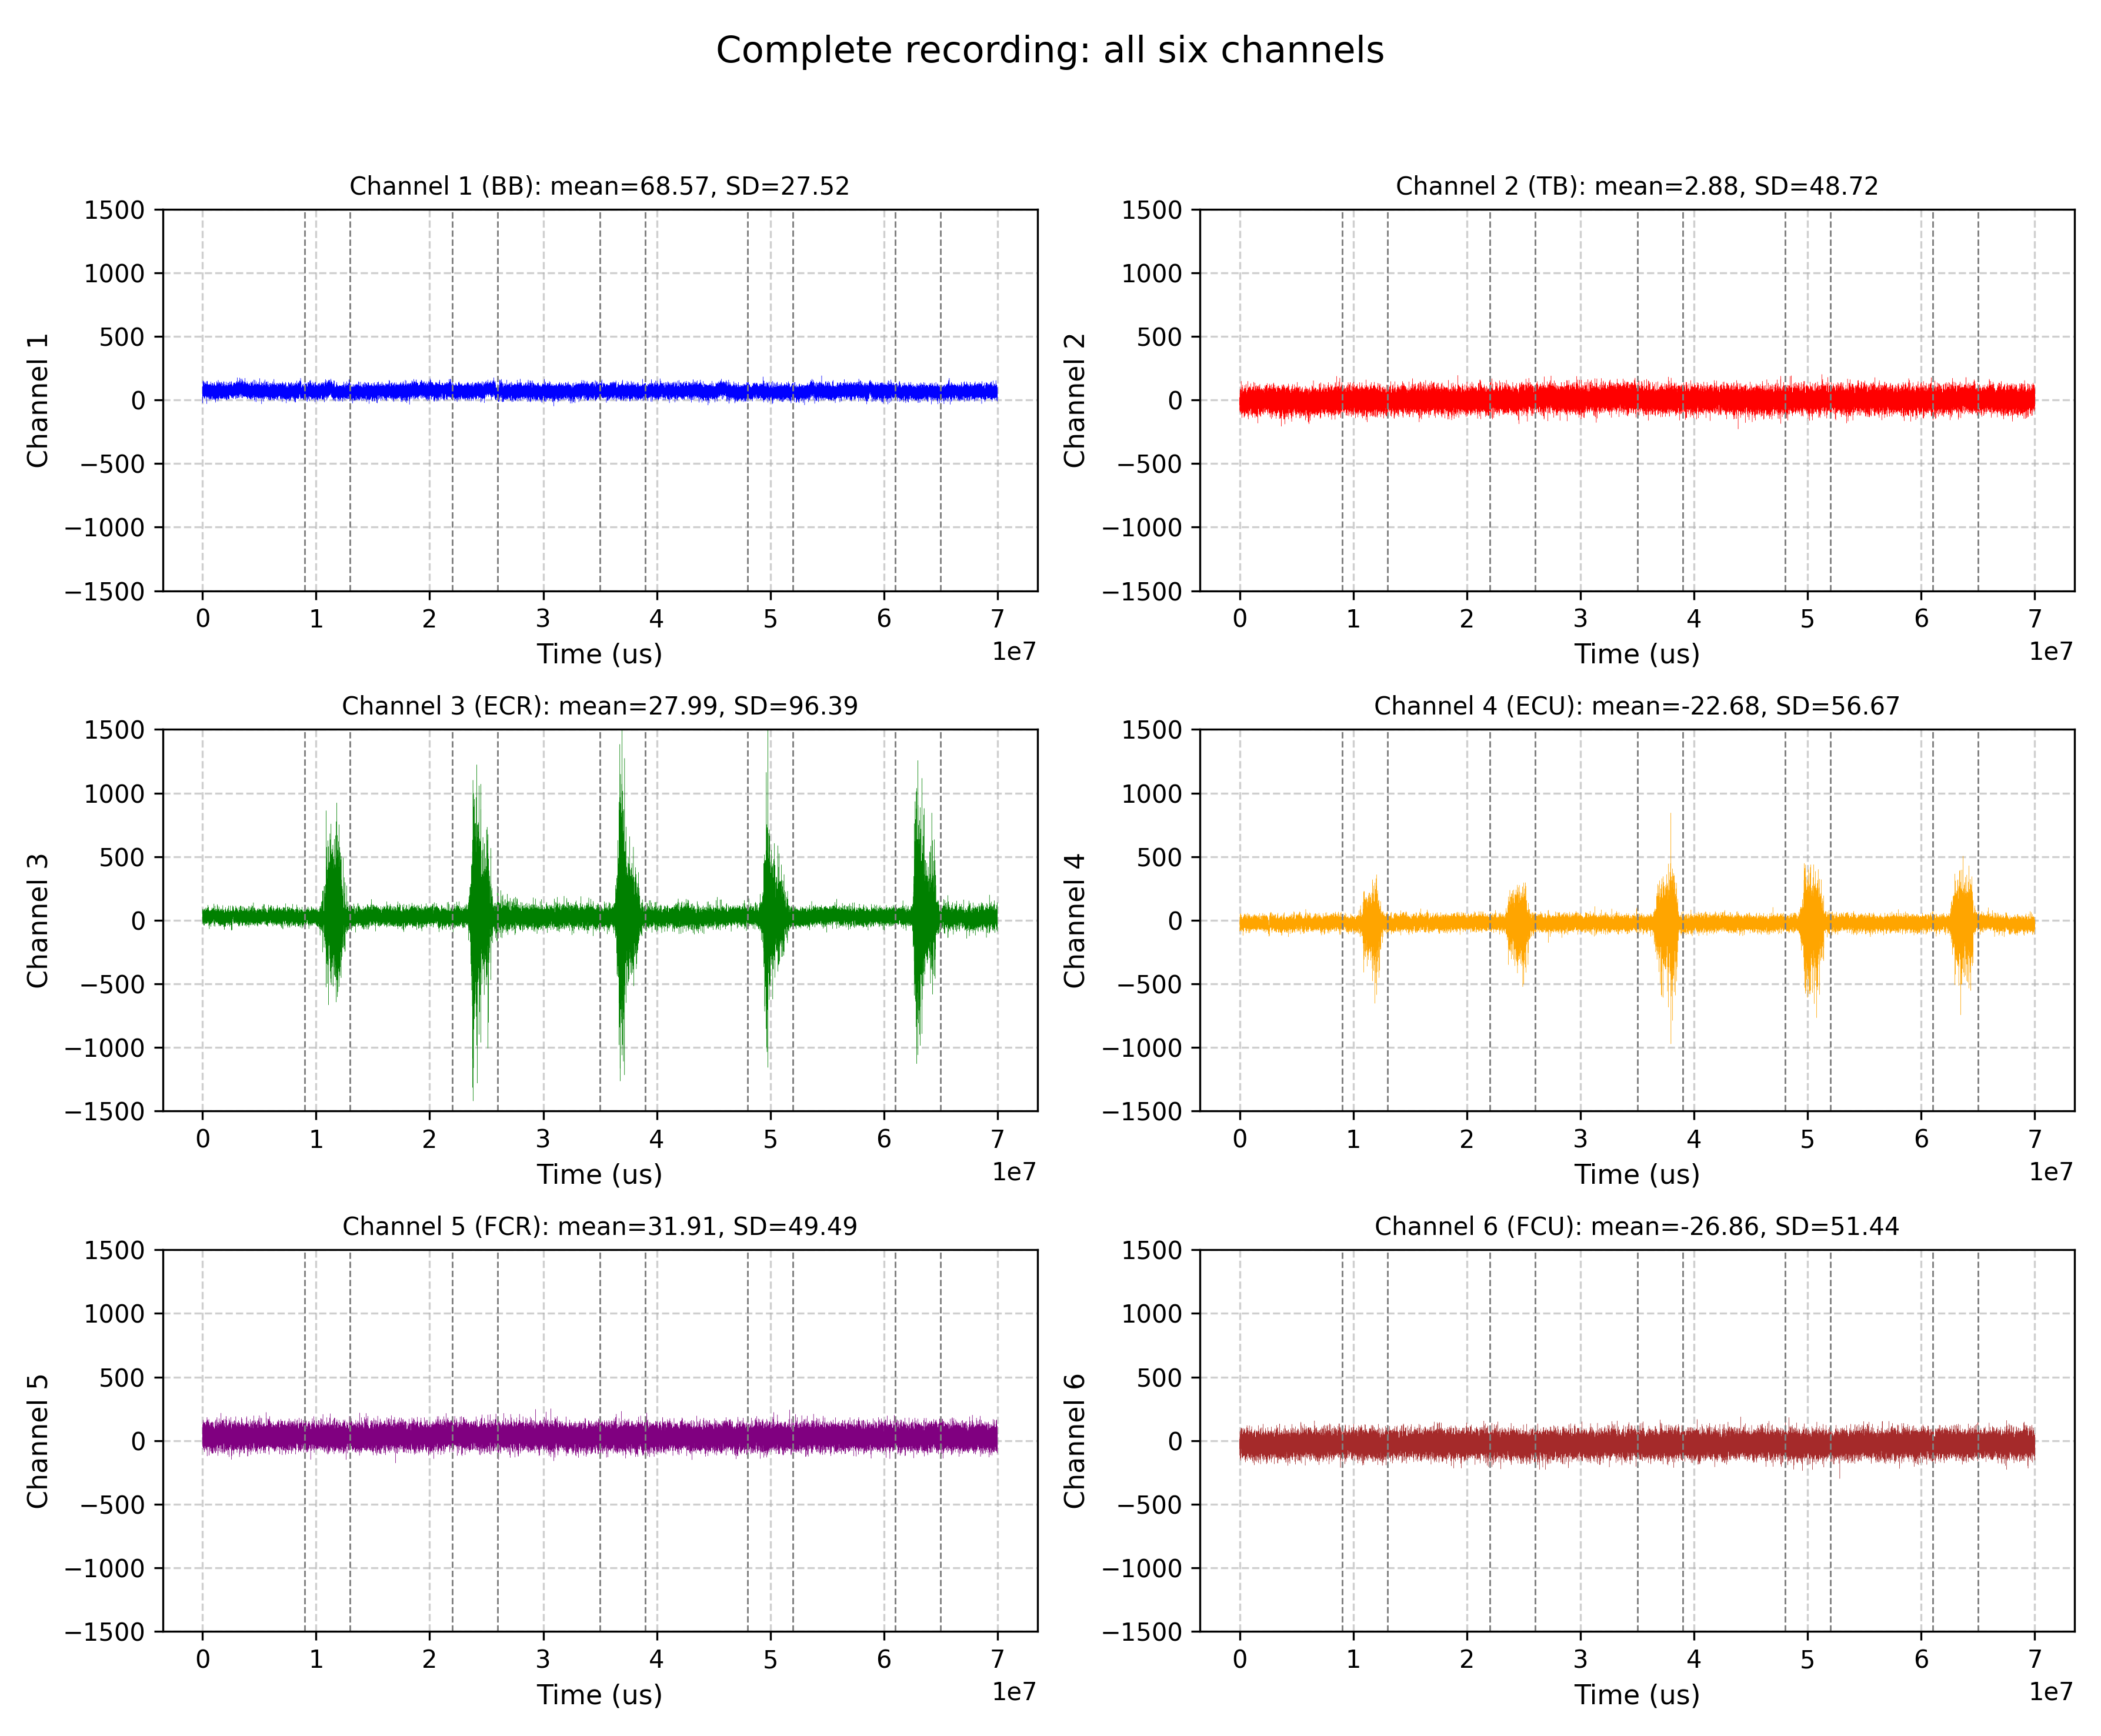 Complete recording: all six channels
Channel 1 (BB): mean=68.57, SD=27.52
1500
1000
500
0
−500
−1000
−1500
Channel 1
0 1 2 3 4 5 6 7
Time (us)
1e7
Channel 2 (TB): mean=2.88, SD=48.72
1500
1000
500
0
−500
−1000
−1500
Channel 2
0 1 2 3 4 5 6 7
Time (us)
1e7
Channel 3 (ECR): mean=27.99, SD=96.39
1500
1000
500
0
−500
−1000
−1500
Channel 3
0 1 2 3 4 5 6 7
Time (us)
1e7
Channel 4 (ECU): mean=-22.68, SD=56.67
1500
1000
500
0
−500
−1000
−1500
Channel 4
0 1 2 3 4 5 6 7
Time (us)
1e7
Channel 5 (FCR): mean=31.91, SD=49.49
1500
1000
500
0
−500
−1000
−1500
Channel 5
0 1 2 3 4 5 6 7
Time (us)
1e7
Channel 6 (FCU): mean=-26.86, SD=51.44
1500
1000
500
0
−500
−1000
−1500
Channel 6
0 1 2 3 4 5 6 7
Time (us)
1e7